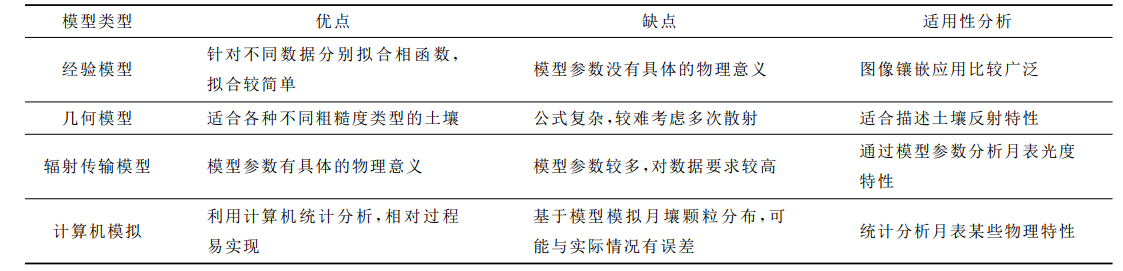 模型类型 优点 缺点 适用性分析
经验模型 针对不同数据分别拟合相函数,拟合较简单 模型参数没有具体的物理意义 图像镶嵌应用比较广泛
几何模型 适合各种不同粗糙度类型的土壤 公式复杂,较难考虑多次散射 适合描述土壤反射特性
辐射传输模型 模型参数有具体的物理意义 模型参数较多,对数据要求较高 通过模型参数分析月表光度特性
计算机模拟 利用计算机统计分析,相对过程易实现 基于模型模拟月壤颗粒分布,可能与实际情况有误差 统计分析月表某些物理特性